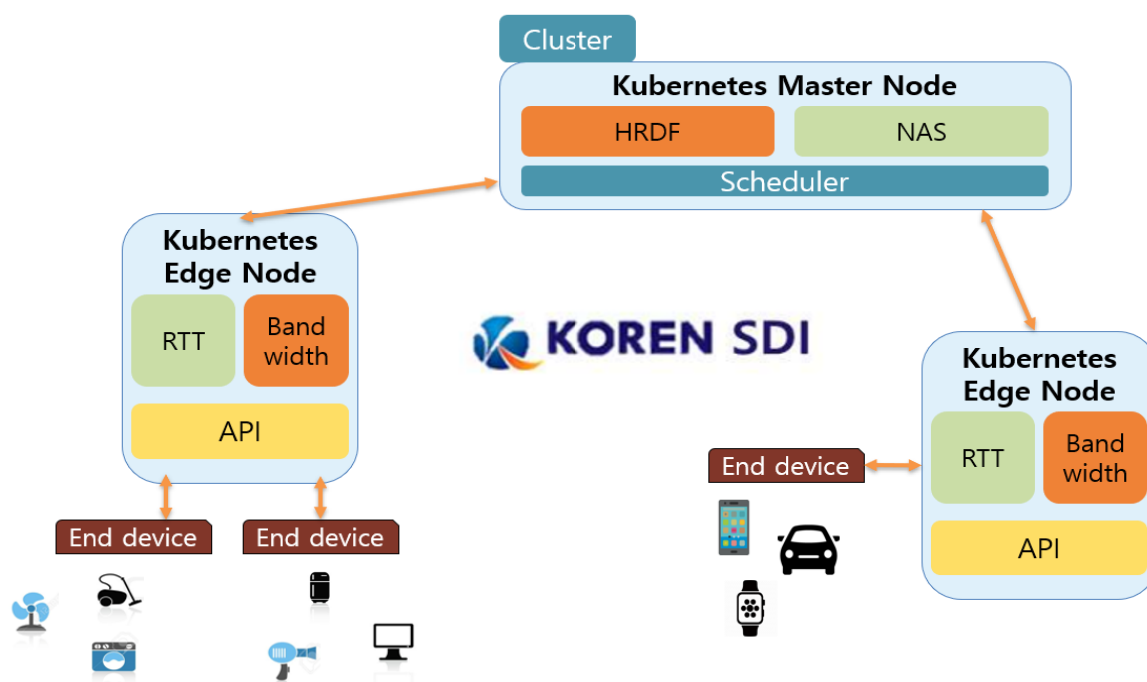 Cluster
Kubernetes Master Node
HRDF
NAS
Scheduler
Kubernetes
Edge Node
RTT
Band
width
API
End device
End device
KOREN SDI
Kubernetes
Edge Node
RTT
Band
width
API
End device